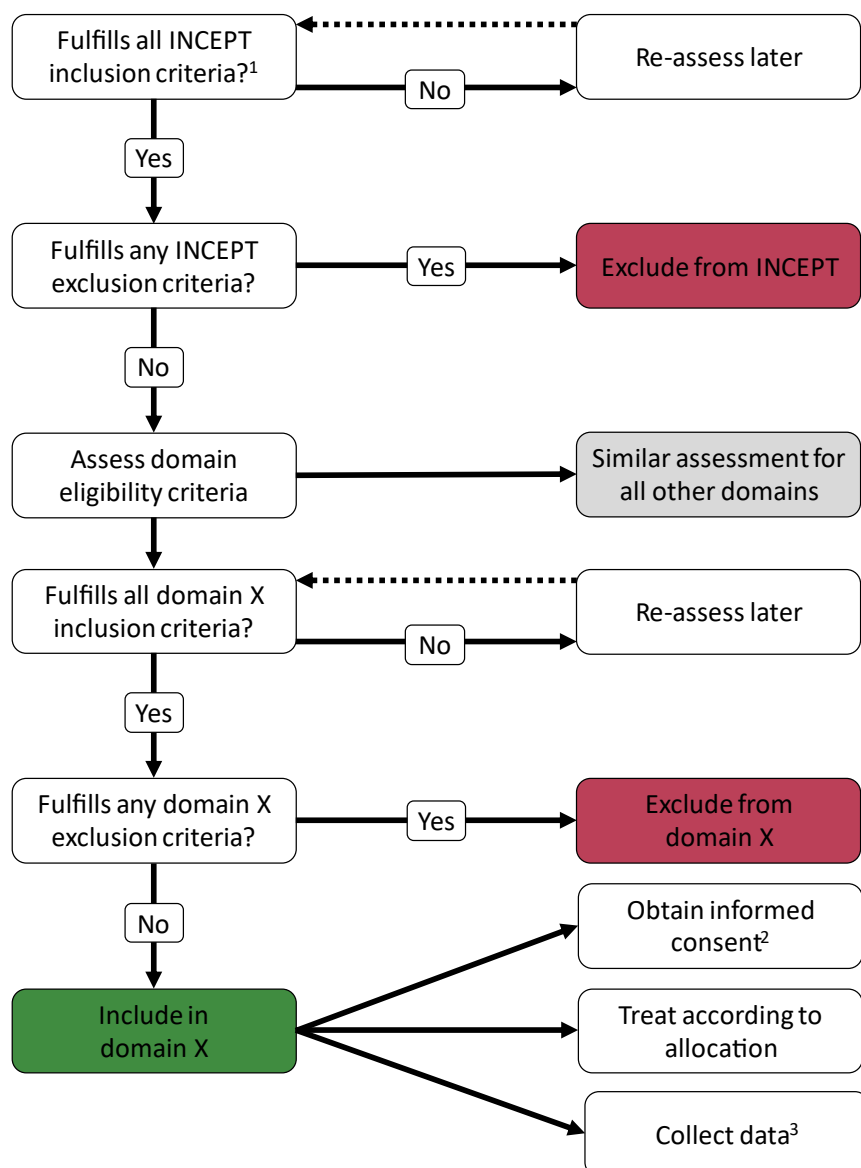 Fulfills all INCEPT
inclusion criteria?¹
No
Re-assess later
Yes
Fulfills any INCEPT
exclusion criteria?
Yes
Exclude from INCEPT
No
Assess domain
eligibility criteria
Similar assessment for
all other domains
Fulfills all domain X
inclusion criteria?
No
Re-assess later
Yes
Fulfills any domain X
exclusion criteria?
Yes
Exclude from
domain X
No
Include in
domain X
Obtain informed
consent²
Treat according to
allocation
Collect data³